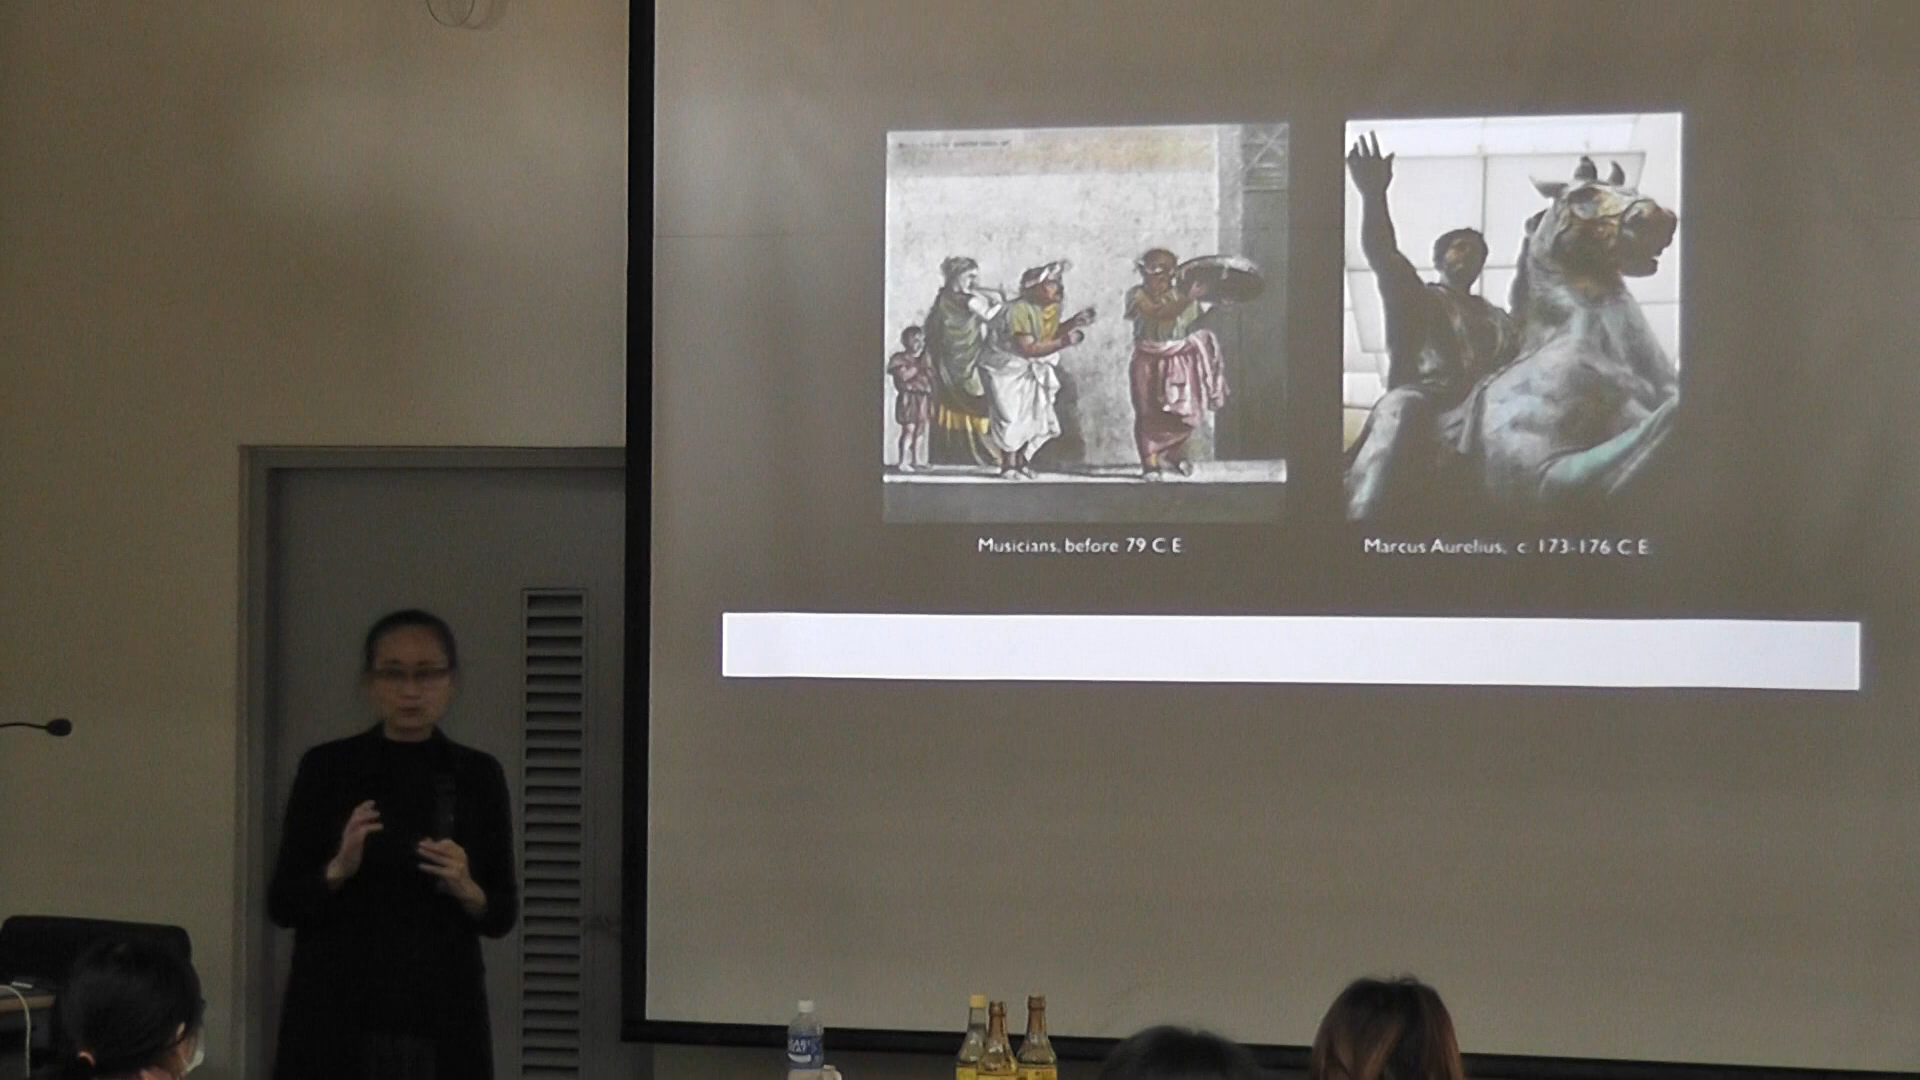 Musicians, before 79 C E
Marcus Aurelius, c. 173-176 C E